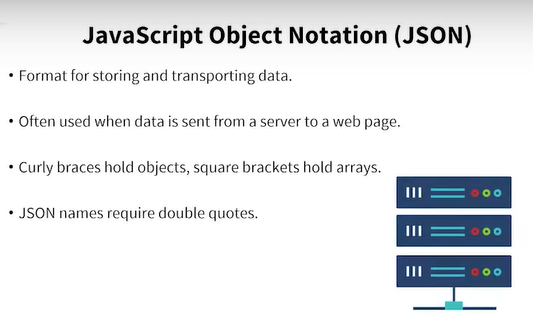 JavaScript Object Notation (JSON)
• Format for storing and transporting data.
• Often used when data is sent from a server to a web page.
• Curly braces hold objects, square brackets hold arrays.
• JSON names require double quotes.